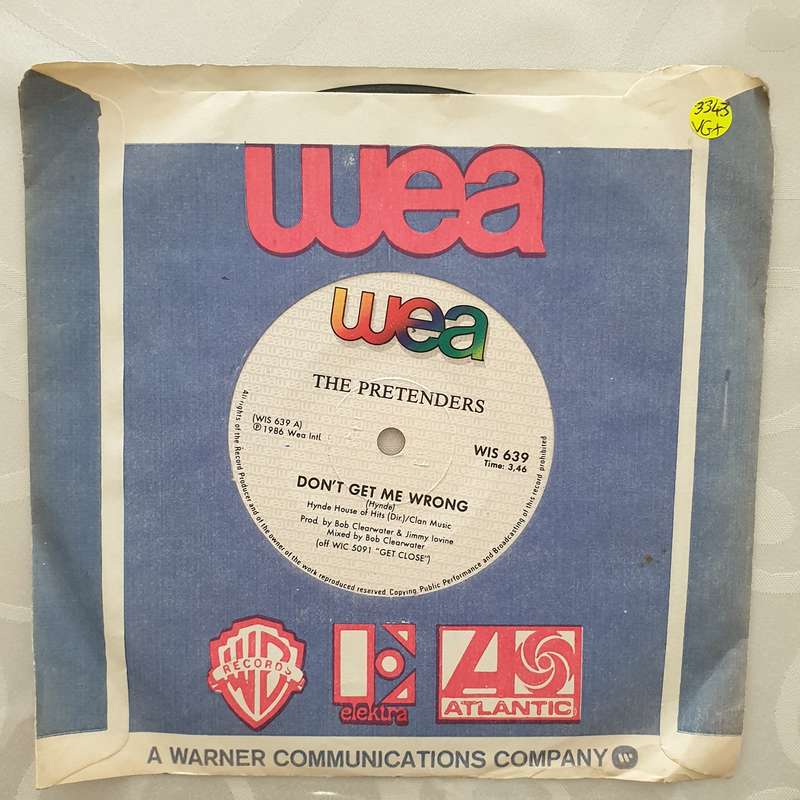 3343
VG+
wea
wea
THE PRETENDERS
(WIS 639 A)
℗ 1986 Wea Intl.
WIS 639
Time: 3,46
DON'T GET ME WRONG
(Hynde)
Hynde House of Hits (Dir.)/Clan Music
Prod. by Bob Clearwater & Jimmy Iovine
Mixed by Bob Clearwater
(off WIC 5091 "GET CLOSE")
All rights of the Record Producer and of the owner of the work reproduced reserved. Copying, Public Performance and Broadcasting of this record prohibited
WB
RECORDS
E
elektra
A
ATLANTIC
A WARNER COMMUNICATIONS COMPANY